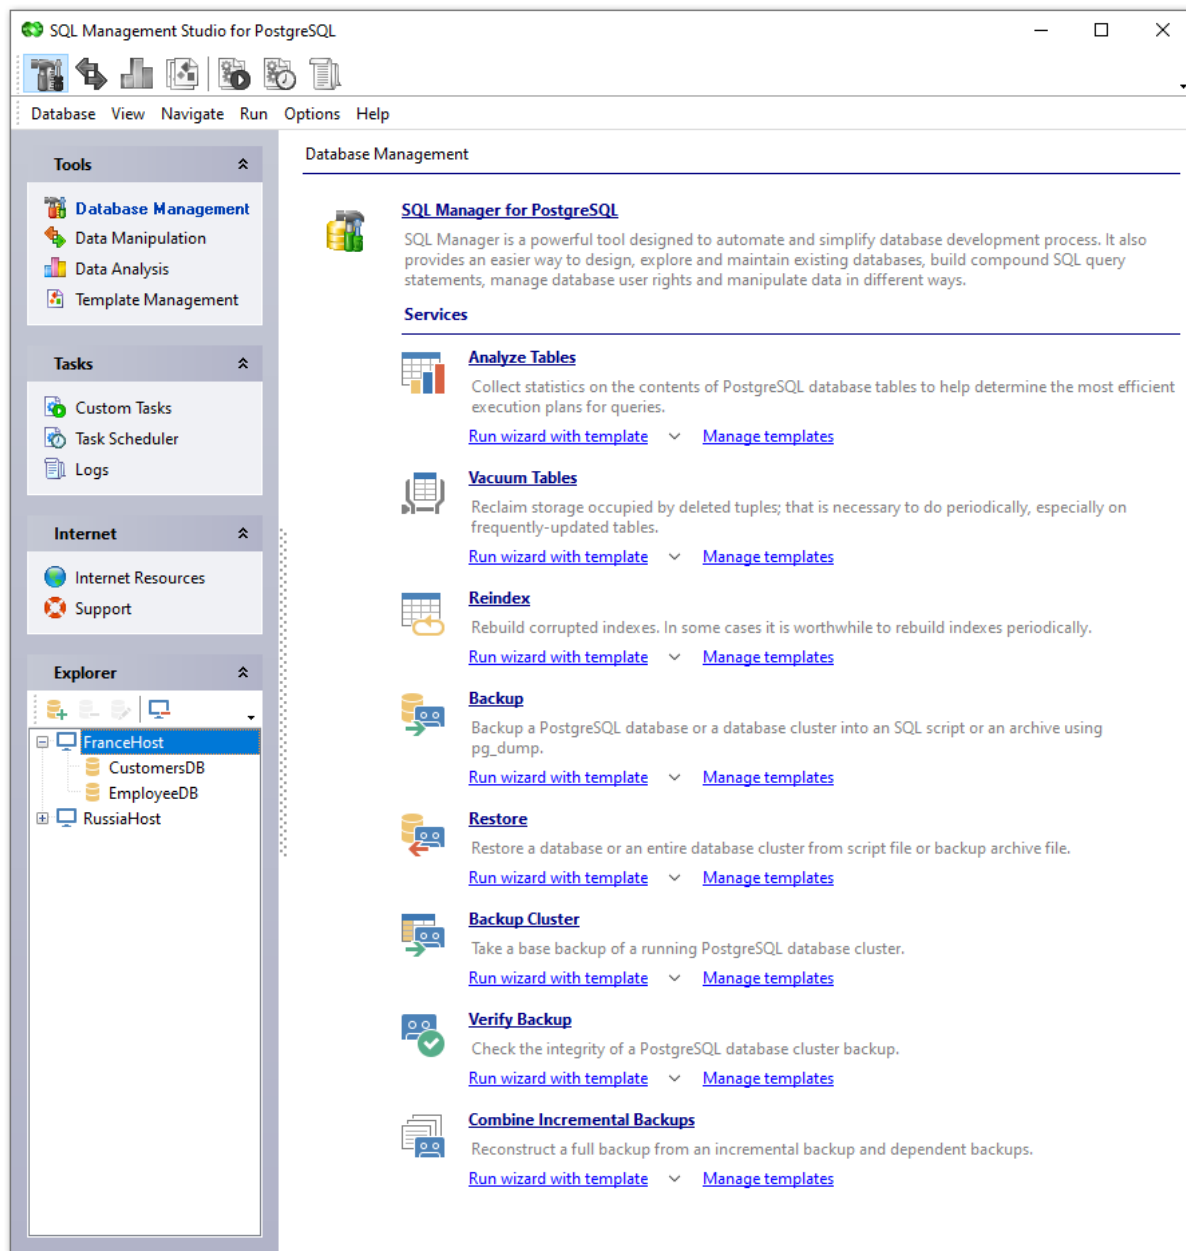 SQL Management Studio for PostgreSQL
Database View Navigate Run Options Help
Tools
Database Management
Data Manipulation
Data Analysis
Template Management
Tasks
Custom Tasks
Task Scheduler
Logs
Internet
Internet Resources
Support
Explorer
FranceHost
CustomersDB
EmployeeDB
RussiaHost
Database Management
SQL Manager for PostgreSQL
SQL Manager is a powerful tool designed to automate and simplify database development process. It also
provides an easier way to design, explore and maintain existing databases, build compound SQL query
statements, manage database user rights and manipulate data in different ways.
Services
Analyze Tables
Collect statistics on the contents of PostgreSQL database tables to help determine the most efficient
execution plans for queries.
Run wizard with template Manage templates
Vacuum Tables
Reclaim storage occupied by deleted tuples; that is necessary to do periodically, especially on
frequently-updated tables.
Run wizard with template Manage templates
Reindex
Rebuild corrupted indexes. In some cases it is worthwhile to rebuild indexes periodically.
Run wizard with template Manage templates
Backup
Backup a PostgreSQL database or a database cluster into an SQL script or an archive using
pg_dump.
Run wizard with template Manage templates
Restore
Restore a database or an entire database cluster from script file or backup archive file.
Run wizard with template Manage templates
Backup Cluster
Take a base backup of a running PostgreSQL database cluster.
Run wizard with template Manage templates
Verify Backup
Check the integrity of a PostgreSQL database cluster backup.
Run wizard with template Manage templates
Combine Incremental Backups
Reconstruct a full backup from an incremental backup and dependent backups.
Run wizard with template Manage templates